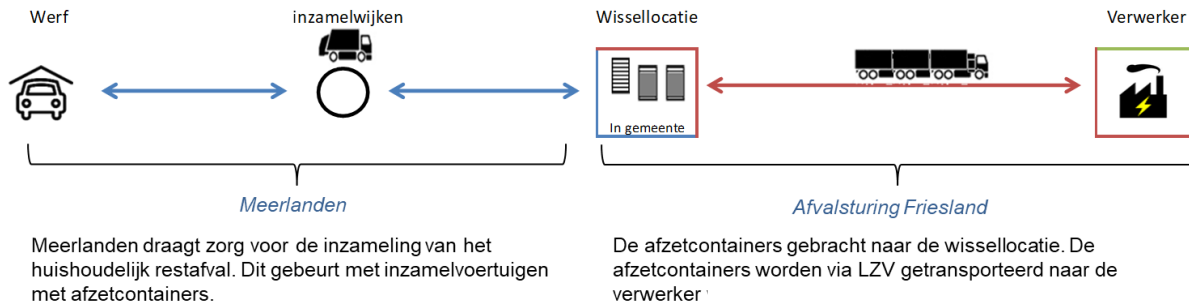 Werf
inzamelwijken
Wissellocatie
Verwerker
In gemeente
Meerlanden
Afvalsturing Friesland
Meerlanden draagt zorg voor de inzameling van het
huishoudelijk restafval. Dit gebeurt met inzamelvoertuigen
met afzetcontainers.
De afzetcontainers gebracht naar de wissellocatie. De
afzetcontainers worden via LZV getransporteerd naar de
verwerker